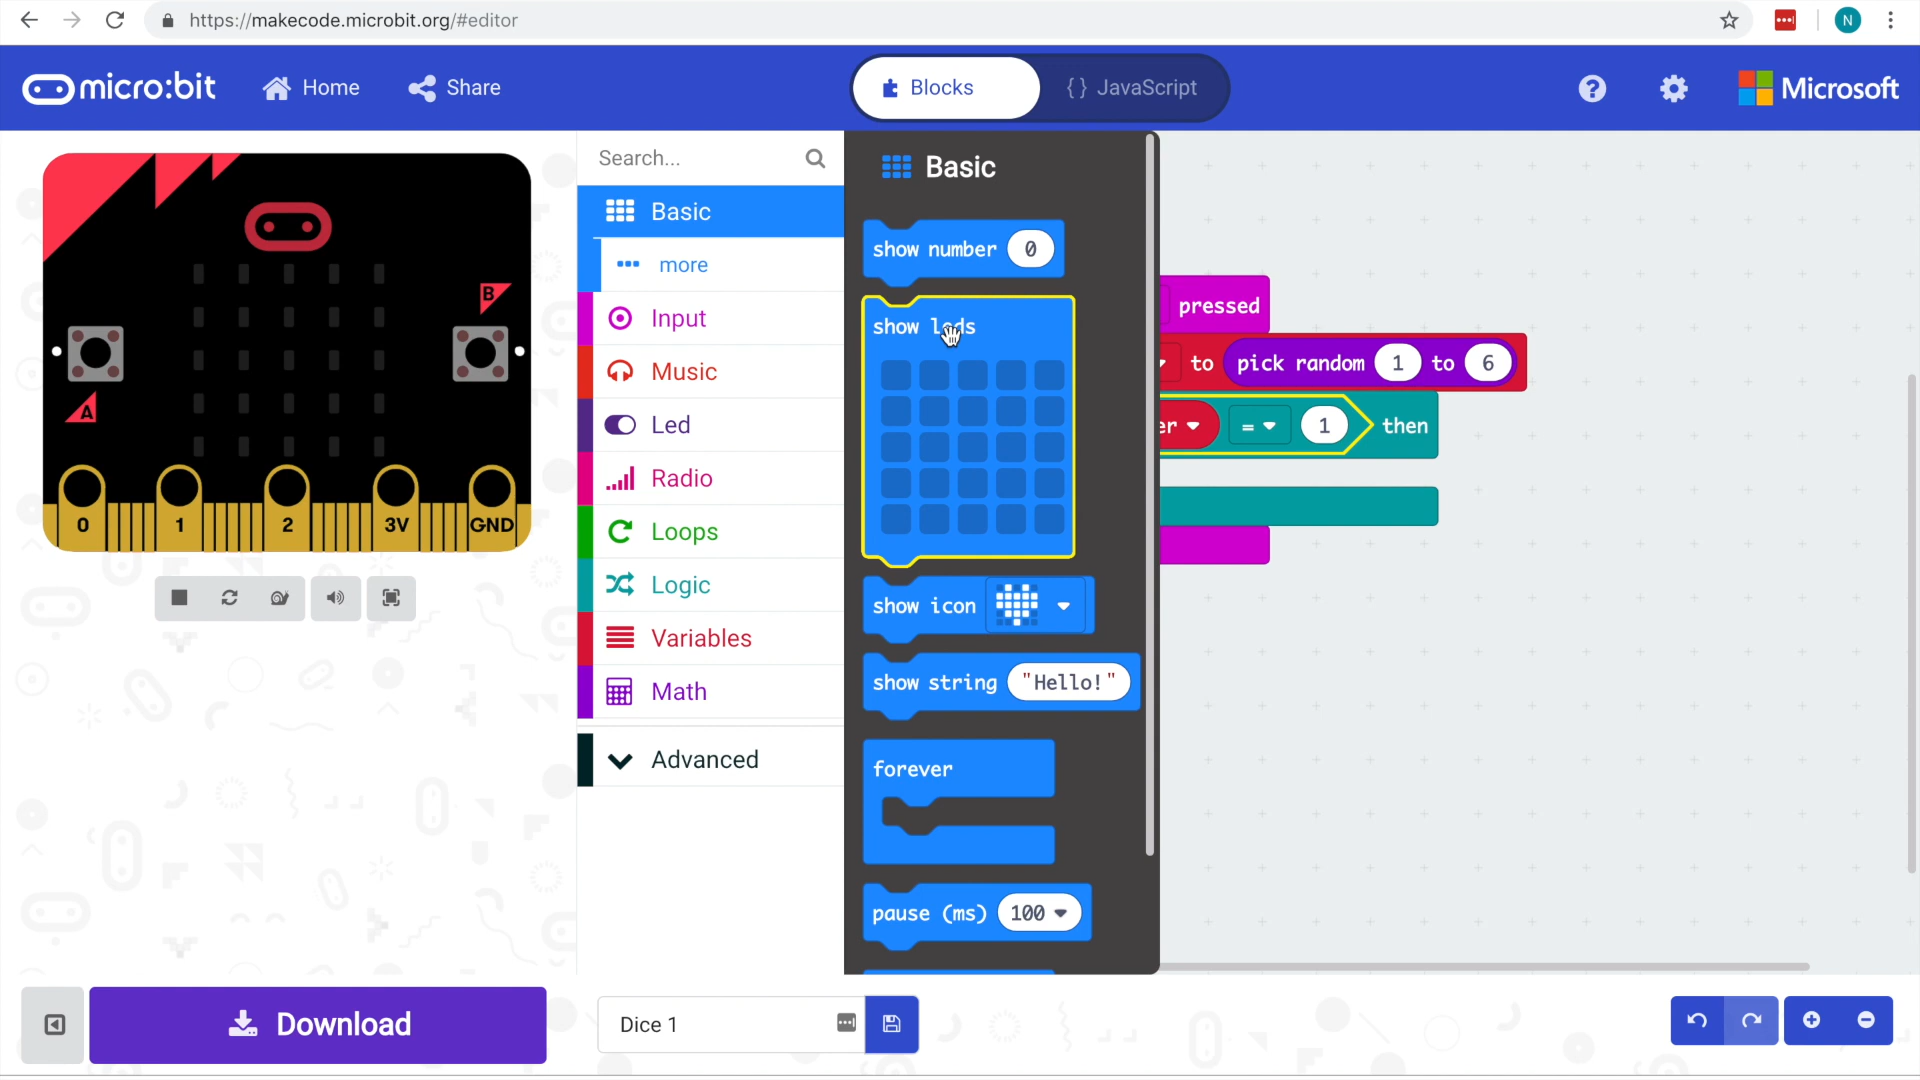 https://makecode.microbit.org/#editor
N
micro:bit
Home
Share
Blocks
{ } JavaScript
?
Microsoft
A
B
0 1 2 3V GND
Download
Search...
Basic
more
Input
Music
Led
Radio
Loops
Logic
Variables
Math
Advanced
Basic
show number 0
show leds
show icon
show string "Hello!"
forever
pause (ms) 100
pressed
to pick random 1 to 6
er = 1 then
Dice 1